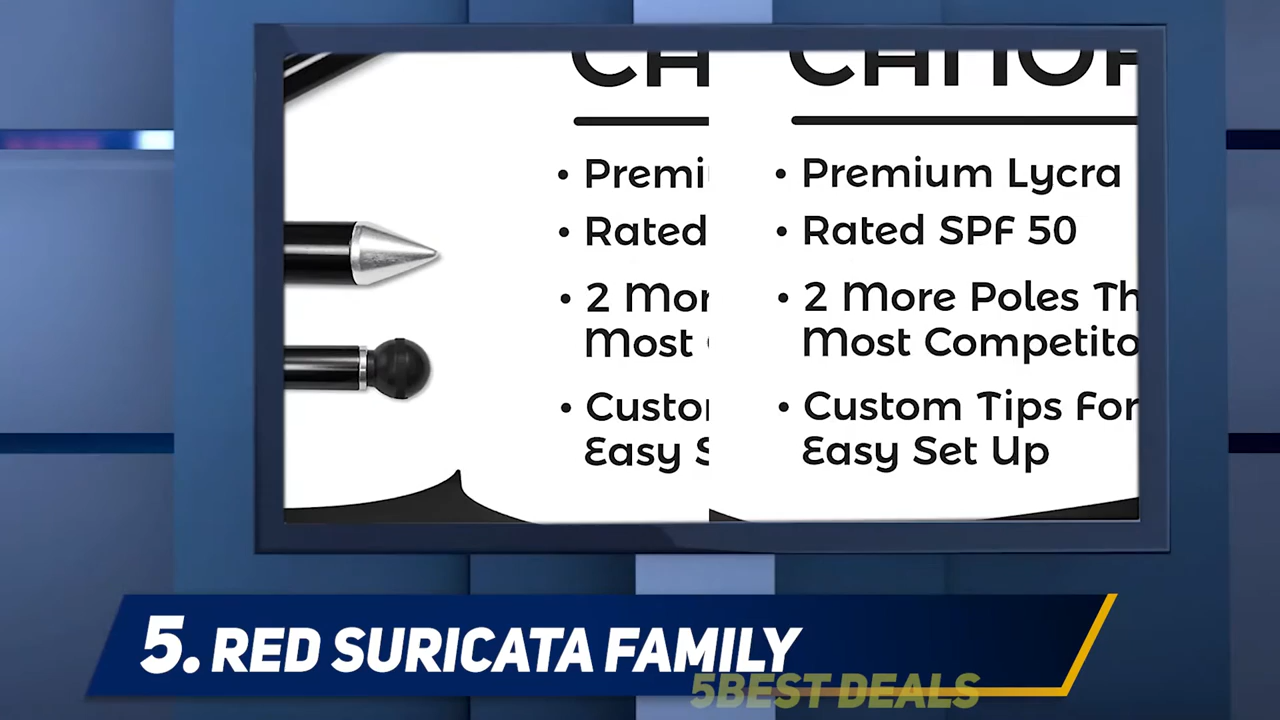 • Premi
• Rated
• 2 Mor
Most
• Custo
Easy S
• Premium Lycra
• Rated SPF 50
• 2 More Poles Th
Most Competito
• Custom Tips For
Easy Set Up
5. RED SURICATA FAMILY
5BEST DEALS